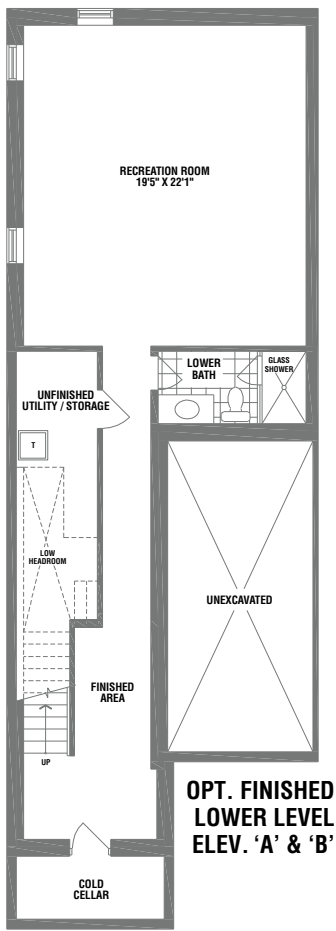 RECREATION ROOM
19'5" X 22'1"
LOWER
BATH
GLASS
SHOWER
UNFINISHED
UTILITY / STORAGE
T
LOW
HEADROOM
UNEXCAVATED
FINISHED
AREA
UP
OPT. FINISHED
LOWER LEVEL
ELEV. ‘A’ & ‘B’
COLD
CELLAR